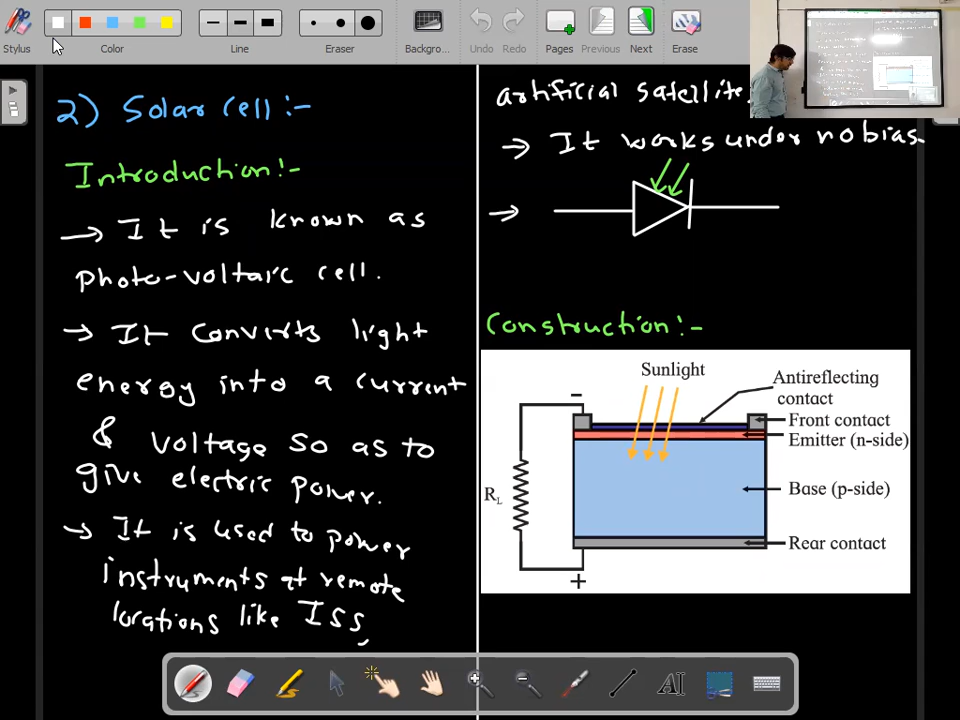 Stylus
Color
Line
Eraser
Backgro...
Undo
Redo
Pages
Previous
Next
Erase
2) Solar Cell :-
Introduction :-
→ It is known as
photo-voltaic cell.
→ It converts light
energy into a current
& voltage so as to
give electric power.
→ It is used to power
instruments at remote
locations like ISS,
artificial satellite.
→ It works under no bias.
→
Construction :-
Sunlight
Antireflecting
contact
Front contact
Emitter (n-side)
Base (p-side)
Rear contact
R_L
−
+
AI